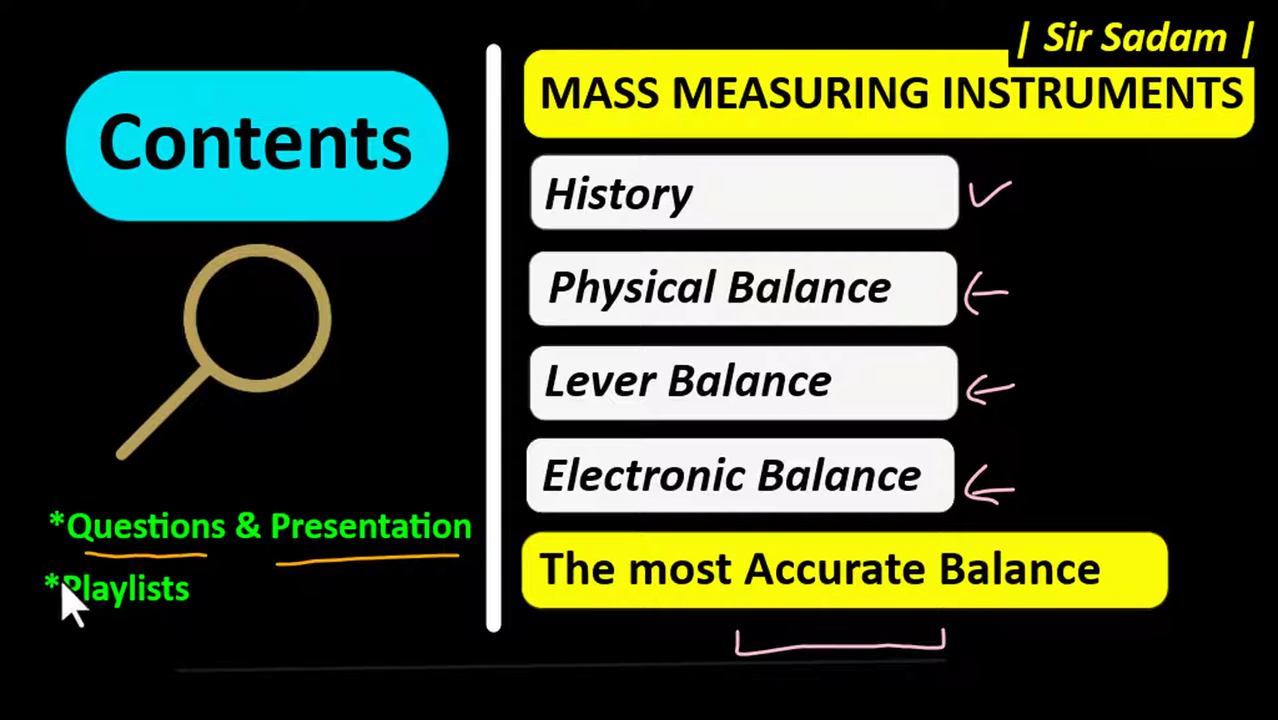 | Sir Sadam |
Contents
MASS MEASURING INSTRUMENTS
History
Physical Balance
Lever Balance
Electronic Balance
The most Accurate Balance
*Questions & Presentation
*Playlists